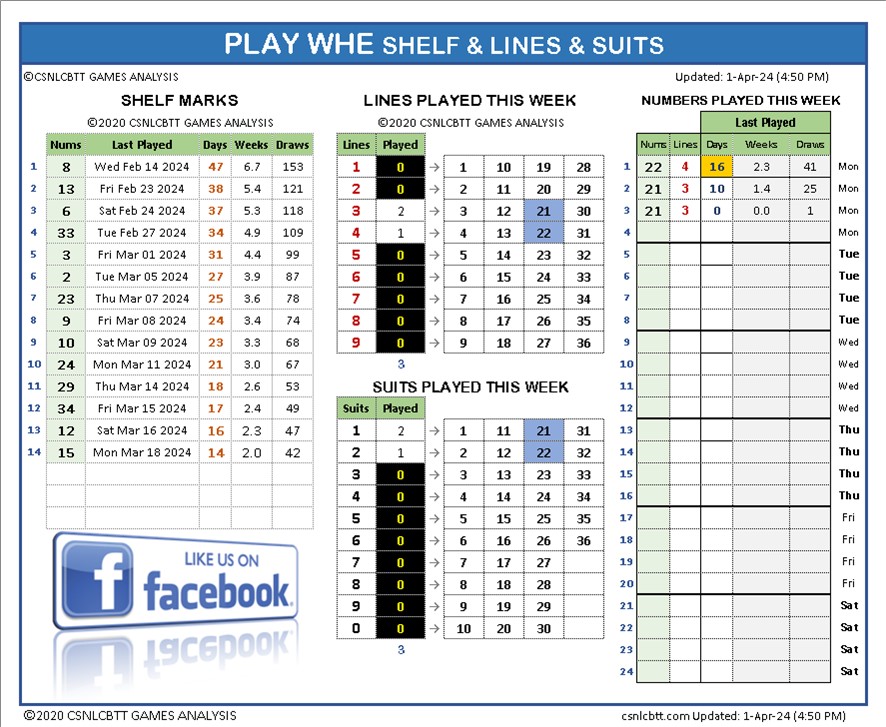 PLAY WHE SHELF & LINES & SUITS
©CSNLCBTT GAMES ANALYSIS
Updated: 1-Apr-24 (4:50 PM)
SHELF MARKS
©2020 CSNLCBTT GAMES ANALYSIS
Nums Last Played Days Weeks Draws
1 8 Wed Feb 14 2024 47 6.7 153
2 13 Fri Feb 23 2024 38 5.4 121
3 6 Sat Feb 24 2024 37 5.3 118
4 33 Tue Feb 27 2024 34 4.9 109
5 3 Fri Mar 01 2024 31 4.4 99
6 2 Tue Mar 05 2024 27 3.9 87
7 23 Thu Mar 07 2024 25 3.6 78
8 9 Fri Mar 08 2024 24 3.4 74
9 10 Sat Mar 09 2024 23 3.3 68
10 24 Mon Mar 11 2024 21 3.0 67
11 29 Thu Mar 14 2024 18 2.6 53
12 34 Fri Mar 15 2024 17 2.4 49
13 12 Sat Mar 16 2024 16 2.3 47
14 15 Mon Mar 18 2024 14 2.0 42
LIKE US ON
facebook
LINES PLAYED THIS WEEK
©2020 CSNLCBTT GAMES ANALYSIS
Lines Played
1 0 → 1 10 19 28
2 0 → 2 11 20 29
3 2 → 3 12 21 30
4 1 → 4 13 22 31
5 0 → 5 14 23 32
6 0 → 6 15 24 33
7 0 → 7 16 25 34
8 0 → 8 17 26 35
9 0 → 9 18 27 36
3
SUITS PLAYED THIS WEEK
Suits Played
1 2 → 1 11 21 31
2 1 → 2 12 22 32
3 0 → 3 13 23 33
4 0 → 4 14 24 34
5 0 → 5 15 25 35
6 0 → 6 16 26 36
7 0 → 7 17 27
8 0 → 8 18 28
9 0 → 9 19 29
0 0 → 10 20 30
3
NUMBERS PLAYED THIS WEEK
Last Played
Nums Lines Days Weeks Draws
1 22 4 16 2.3 41 Mon
2 21 3 10 1.4 25 Mon
3 21 3 0 0.0 1 Mon
4 Mon
5 Tue
6 Tue
7 Tue
8 Tue
9 Wed
10 Wed
11 Wed
12 Wed
13 Thu
14 Thu
15 Thu
16 Thu
17 Fri
18 Fri
19 Fri
20 Fri
21 Sat
22 Sat
23 Sat
24 Sat
©2020 CSNLCBTT GAMES ANALYSIS
csnlcbtt.com Updated: 1-Apr-24 (4:50 PM)